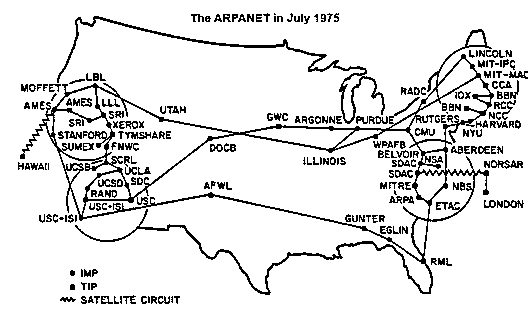 The ARPANET in July 1975
LINCOLN
MIT-IPC
MIT-MAC
CCA
IDX
BBN
RCC
BBN
NCC
HARVARD
NYU
RADC
RUTGERS
CMU
LBL
MOFFETT
AMES
AMES
LLL
SRI
SRI
UTAH
XEROX
STANFORD
TYMSHARE
SUMEX
FNWC
HAWAII
SCRL
UCSB
UCLA
UCSD
SDC
RAND
USC-ISI
USC
USC-ISI
GWC
ARGONNE
PURDUE
DOCB
ILLINOIS
WPAFB
AFWL
BELVOIR
ABERDEEN
SDAC
NSA
SDAC
NORSAR
MITRE
NBS
ARPA
ETAC
LONDON
GUNTER
EGLIN
RML
IMP
TIP
SATELLITE CIRCUIT